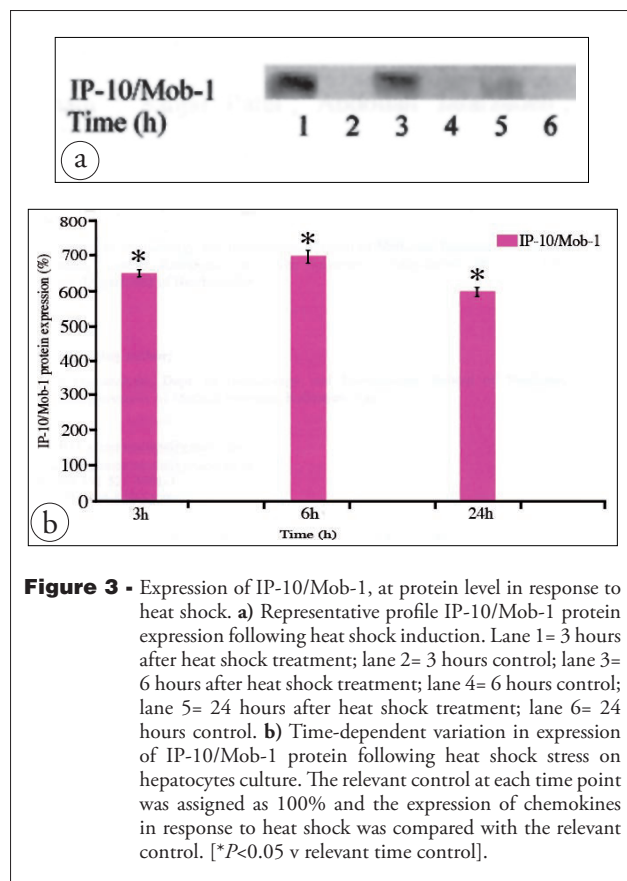 IP-10/Mob-1
Time (h) 1 2 3 4 5 6
a
800
700
600
500
400
300
200
100
0
IP-10/Mob-1 protein expression (%)
* * *
IP-10/Mob-1
3h 6h 24h
Time (h)
b
Figure 3 - Expression of IP-10/Mob-1, at protein level in response to
heat shock. a) Representative profile IP-10/Mob-1 protein
expression following heat shock induction. Lane 1= 3 hours
after heat shock treatment; lane 2= 3 hours control; lane 3=
6 hours after heat shock treatment; lane 4= 6 hours control;
lane 5= 24 hours after heat shock treatment; lane 6= 24
hours control. b) Time-dependent variation in expression
of IP-10/Mob-1 protein following heat shock stress on
hepatocytes culture. The relevant control at each time point
was assigned as 100% and the expression of chemokines
in response to heat shock was compared with the relevant
control. [*P<0.05 v relevant time control].